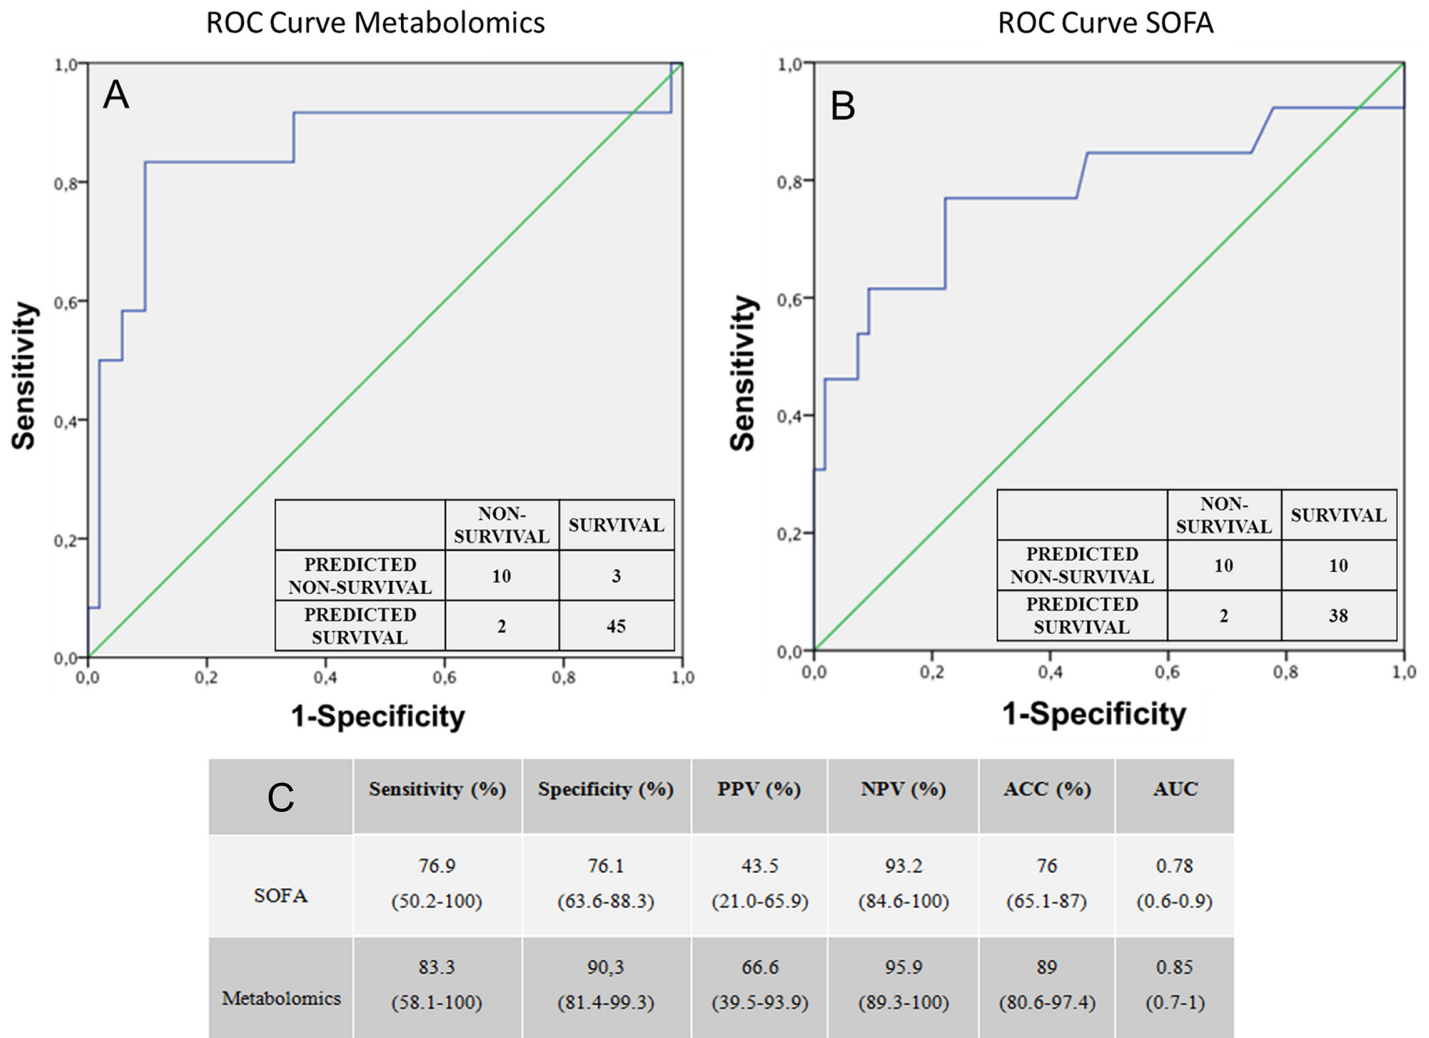 ROC Curve Metabolomics
A
1,0
0,8
0,6
0,4
0,2
0,0
Sensitivity
0,0 0,2 0,4 0,6 0,8 1,0
1-Specificity
NON-
SURVIVAL SURVIVAL
PREDICTED
NON-SURVIVAL 10 3
PREDICTED
SURVIVAL 2 45
ROC Curve SOFA
B
1,0
0,8
0,6
0,4
0,2
0,0
Sensitivity
0,0 0,2 0,4 0,6 0,8 1,0
1-Specificity
NON-
SURVIVAL SURVIVAL
PREDICTED
NON-SURVIVAL 10 10
PREDICTED
SURVIVAL 2 38
C Sensitivity (%) Specificity (%) PPV (%) NPV (%) ACC (%) AUC
SOFA
76.9 76.1 43.5 93.2 76 0.78
(50.2-100) (63.6-88.3) (21.0-65.9) (84.6-100) (65.1-87) (0.6-0.9)
Metabolomics
83.3 90,3 66.6 95.9 89 0.85
(58.1-100) (81.4-99.3) (39.5-93.9) (89.3-100) (80.6-97.4) (0.7-1)